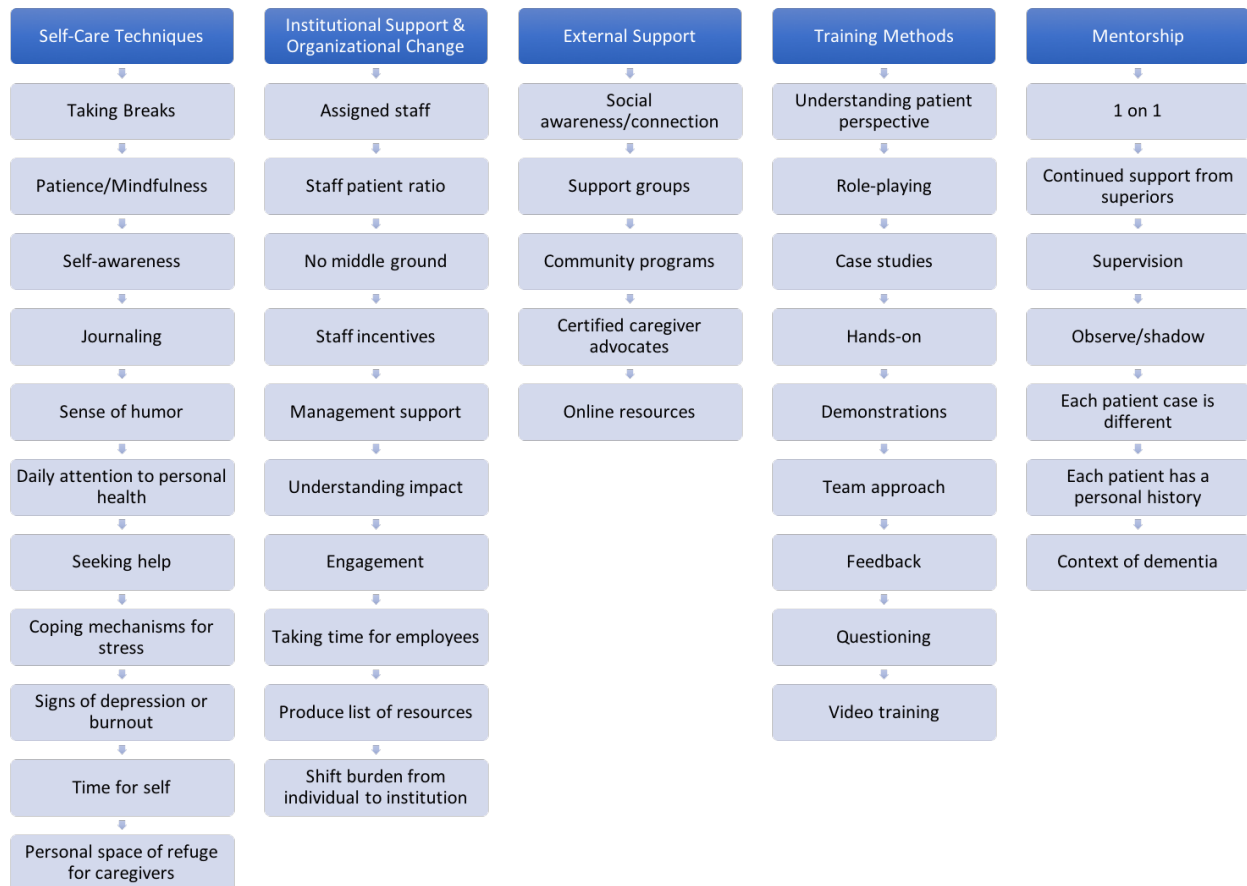 Self-Care Techniques
Taking Breaks
Patience/Mindfulness
Self-awareness
Journaling
Sense of humor
Daily attention to personal
health
Seeking help
Coping mechanisms for
stress
Signs of depression or
burnout
Time for self
Personal space of refuge
for caregivers
Institutional Support &
Organizational Change
Assigned staff
Staff patient ratio
No middle ground
Staff incentives
Management support
Understanding impact
Engagement
Taking time for employees
Produce list of resources
Shift burden from
individual to institution
External Support
Social
awareness/connection
Support groups
Community programs
Certified caregiver
advocates
Online resources
Training Methods
Understanding patient
perspective
Role-playing
Case studies
Hands-on
Demonstrations
Team approach
Feedback
Questioning
Video training
Mentorship
1 on 1
Continued support from
superiors
Supervision
Observe/shadow
Each patient case is
different
Each patient has a
personal history
Context of dementia